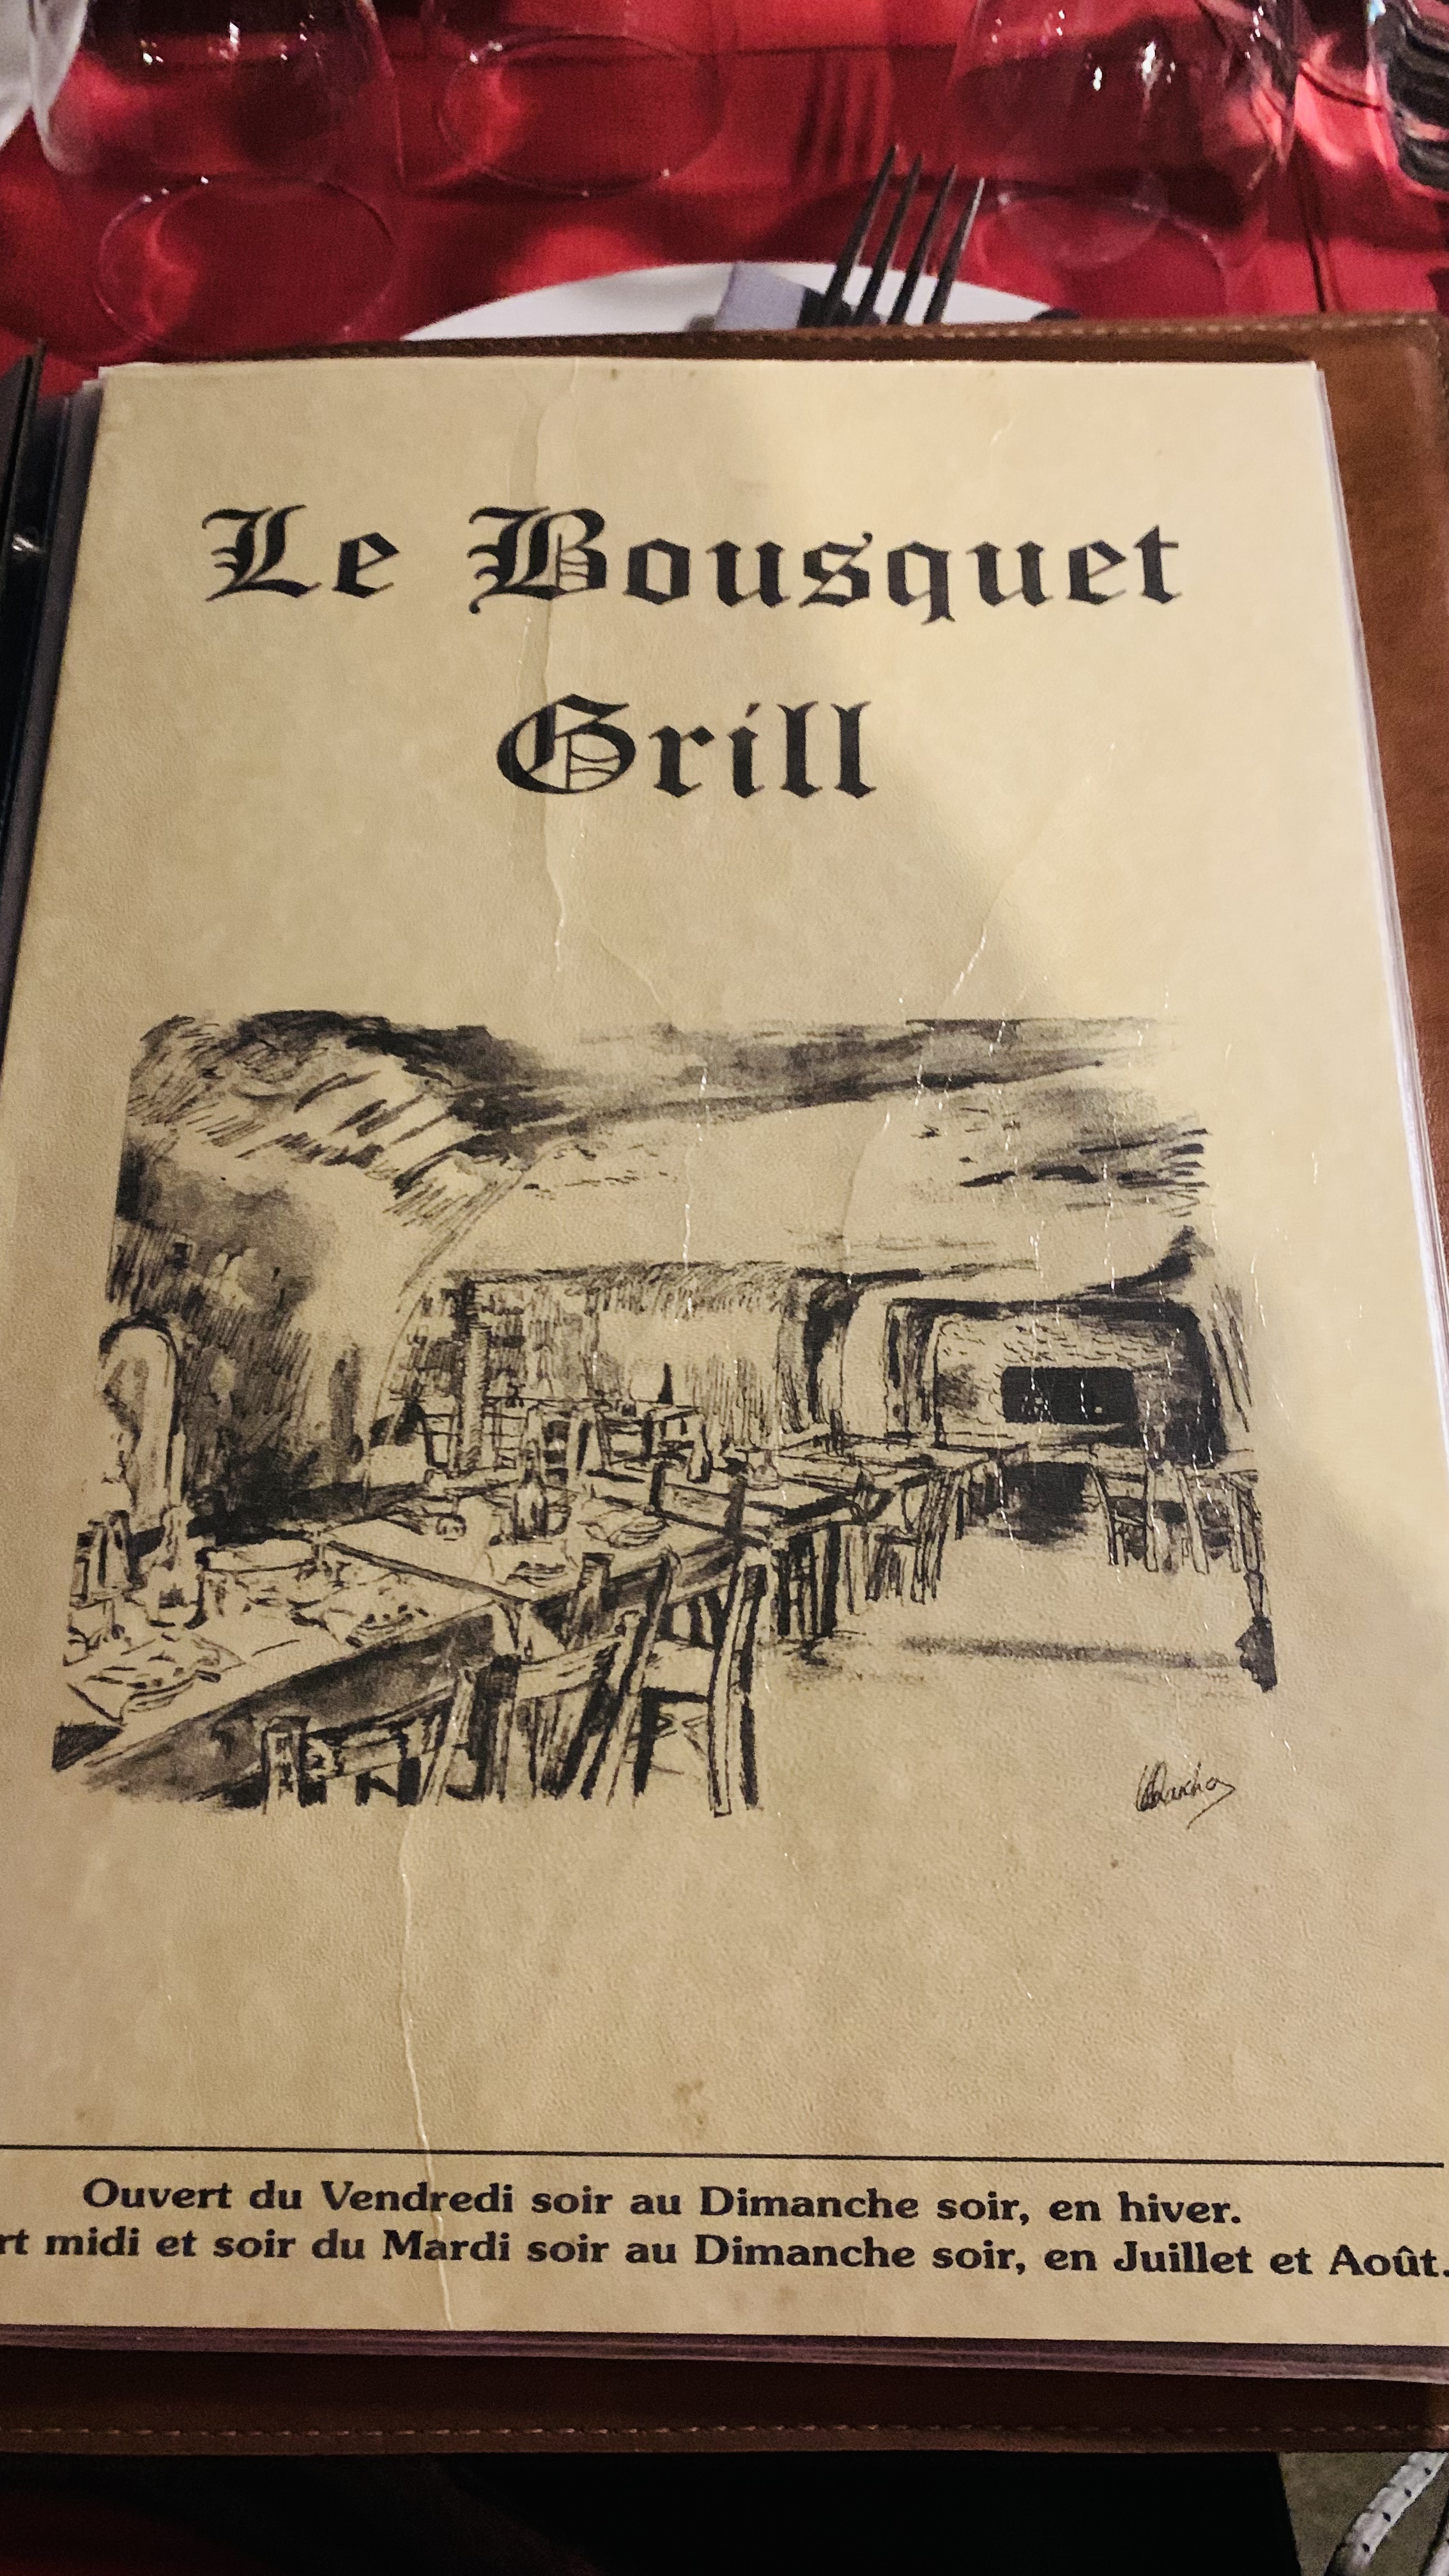 Le Bousquet
Grill
Ouvert du Vendredi soir au Dimanche soir, en hiver.
rt midi et soir du Mardi soir au Dimanche soir, en Juillet et Août.